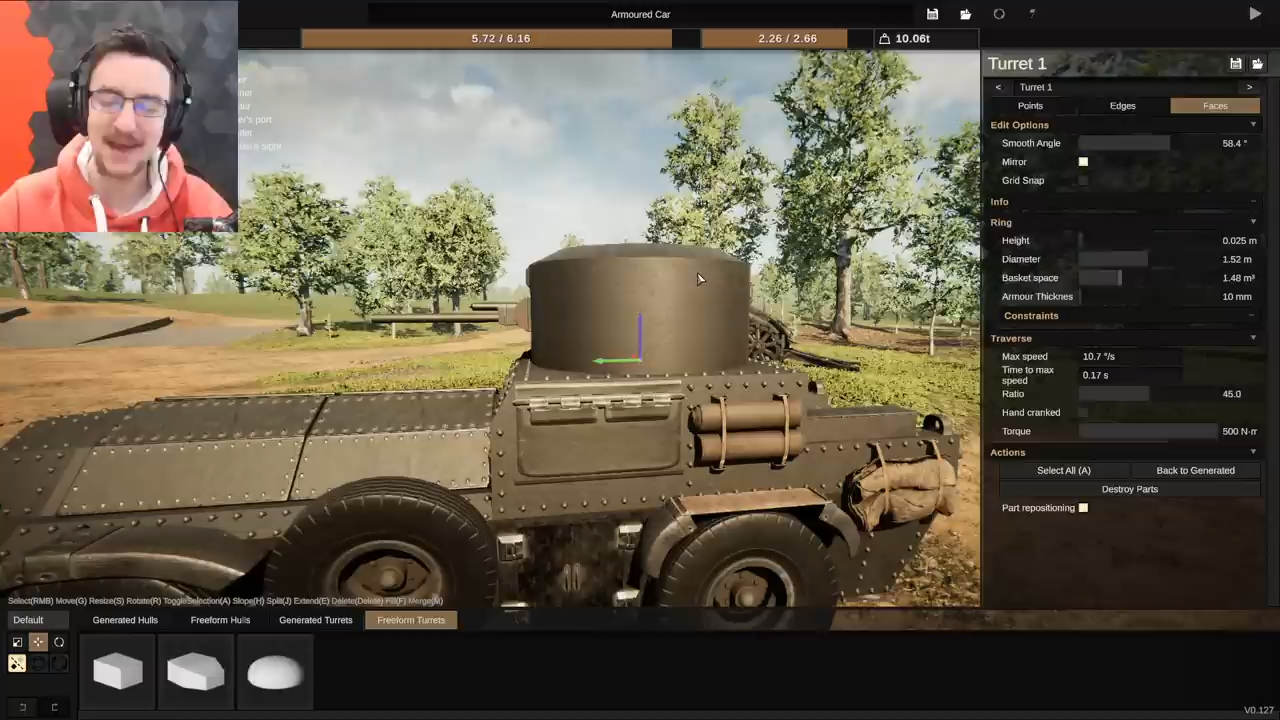 Armoured Car
5.72 / 6.16
2.26 / 2.66
10.06t
Turret 1
< Turret 1 >
Points Edges Faces
Edit Options
Smooth Angle 58.4 °
Mirror
Grid Snap
Info
Ring
Height 0.025 m
Diameter 1.52 m
Basket space 1.48 m³
Armour Thicknes 10 mm
Constraints
Traverse
Max speed 10.7 °/s
Time to max speed 0.17 s
Ratio 45.0
Hand cranked
Torque 500 N·m
Actions
Select All (A) Back to Generated
Destroy Parts
Part repositioning
Select(RMB) Move(G) Resize(S) Rotate(R) ToggleSelection(A) Slope(H) Split(J) Extend(E) Delete(Delete) Fill(F) Merge(M)
Default Generated Hulls Freeform Hulls Generated Turrets Freeform Turrets
V0.127